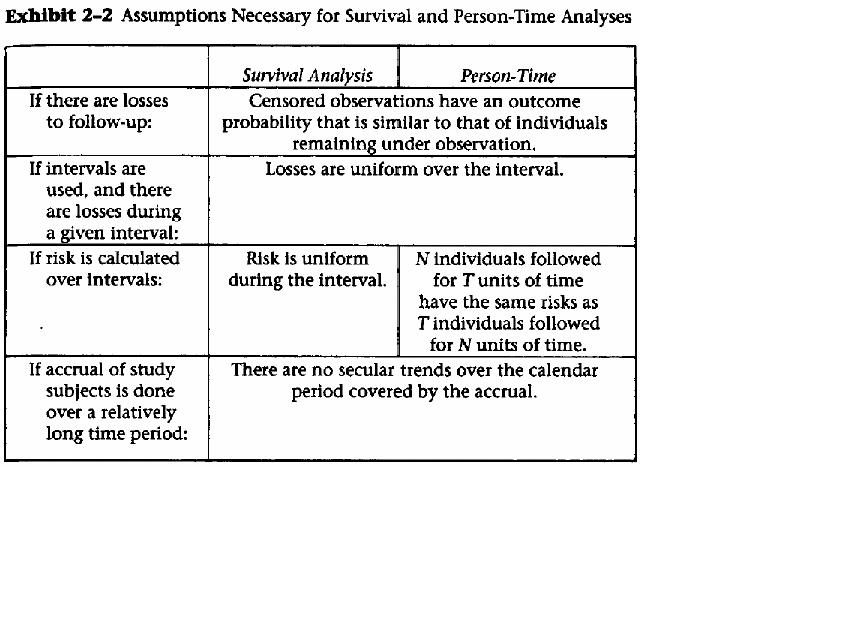 Exhibit 2–2 Assumptions Necessary for Survival and Person-Time Analyses
Survival Analysis Person-Time
If there are losses
to follow-up:
Censored observations have an outcome
probability that is similar to that of individuals
remaining under observation.
If intervals are
used, and there
are losses during
a given interval:
Losses are uniform over the interval.
If risk is calculated
over intervals:
Risk is uniform
during the interval.
N individuals followed
for T units of time
have the same risks as
T individuals followed
for N units of time.
If accrual of study
subjects is done
over a relatively
long time period:
There are no secular trends over the calendar
period covered by the accrual.